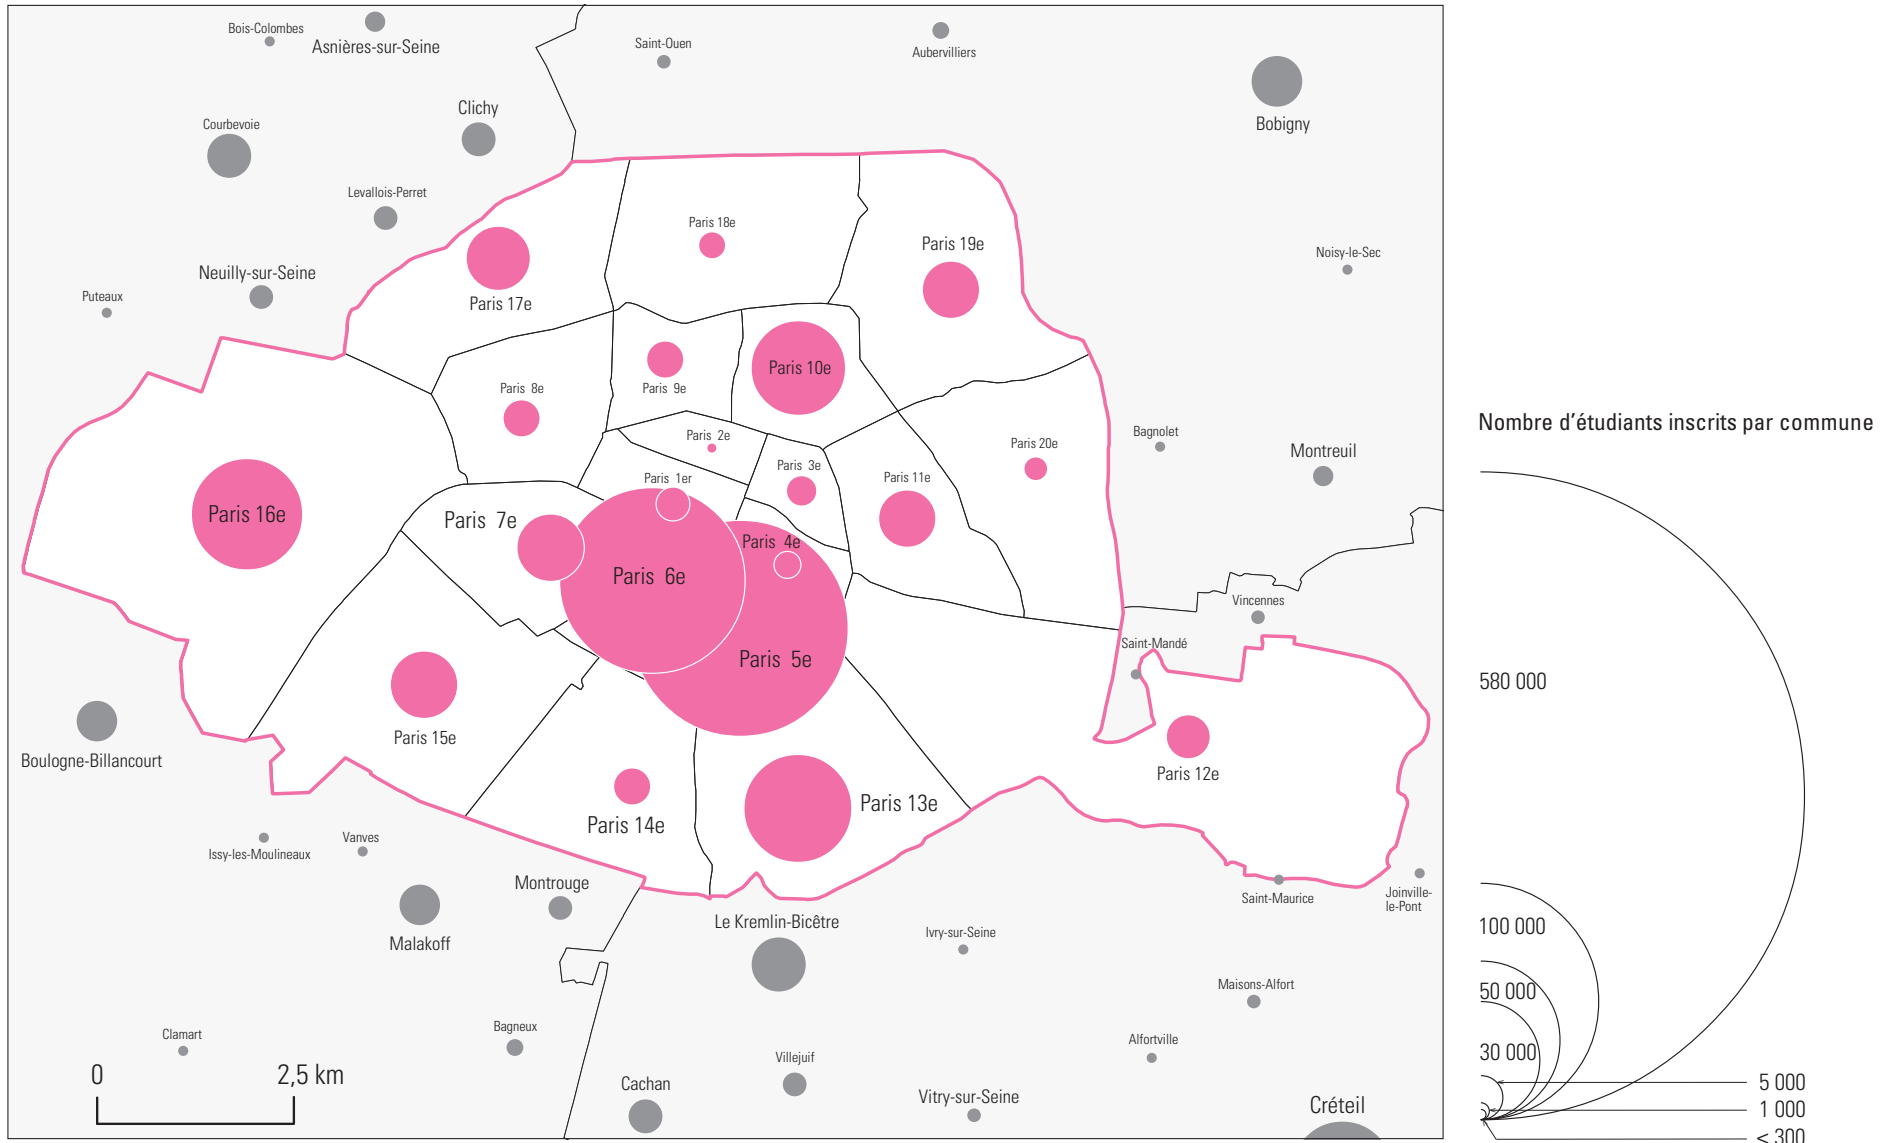 Bois-Colombes
Asnières-sur-Seine
Saint-Ouen
Aubervilliers
Clichy
Courbevoie
Bobigny
Levallois-Perret
Paris 18e
Paris 19e
Noisy-le-Sec
Neuilly-sur-Seine
Puteaux
Paris 17e
Paris 10e
Paris 8e
Paris 9e
Paris 2e
Bagnolet
Paris 20e
Montreuil
Paris 3e
Paris 1er
Paris 11e
Paris 16e
Paris 7e
Paris 4e
Paris 6e
Vincennes
Saint-Mandé
Paris 5e
Paris 15e
Boulogne-Billancourt
Paris 12e
Paris 13e
Paris 14e
Vanves
Issy-les-Moulineaux
Montrouge
Saint-Maurice
Joinville-
le-Pont
Le Kremlin-Bicêtre
Malakoff
Ivry-sur-Seine
Maisons-Alfort
Bagneux
Clamart
Alfortville
Villejuif
Cachan
Vitry-sur-Seine
Créteil
0 2,5 km
Nombre d'étudiants inscrits par commune
580 000
100 000
50 000
30 000
5 000
1 000
< 300